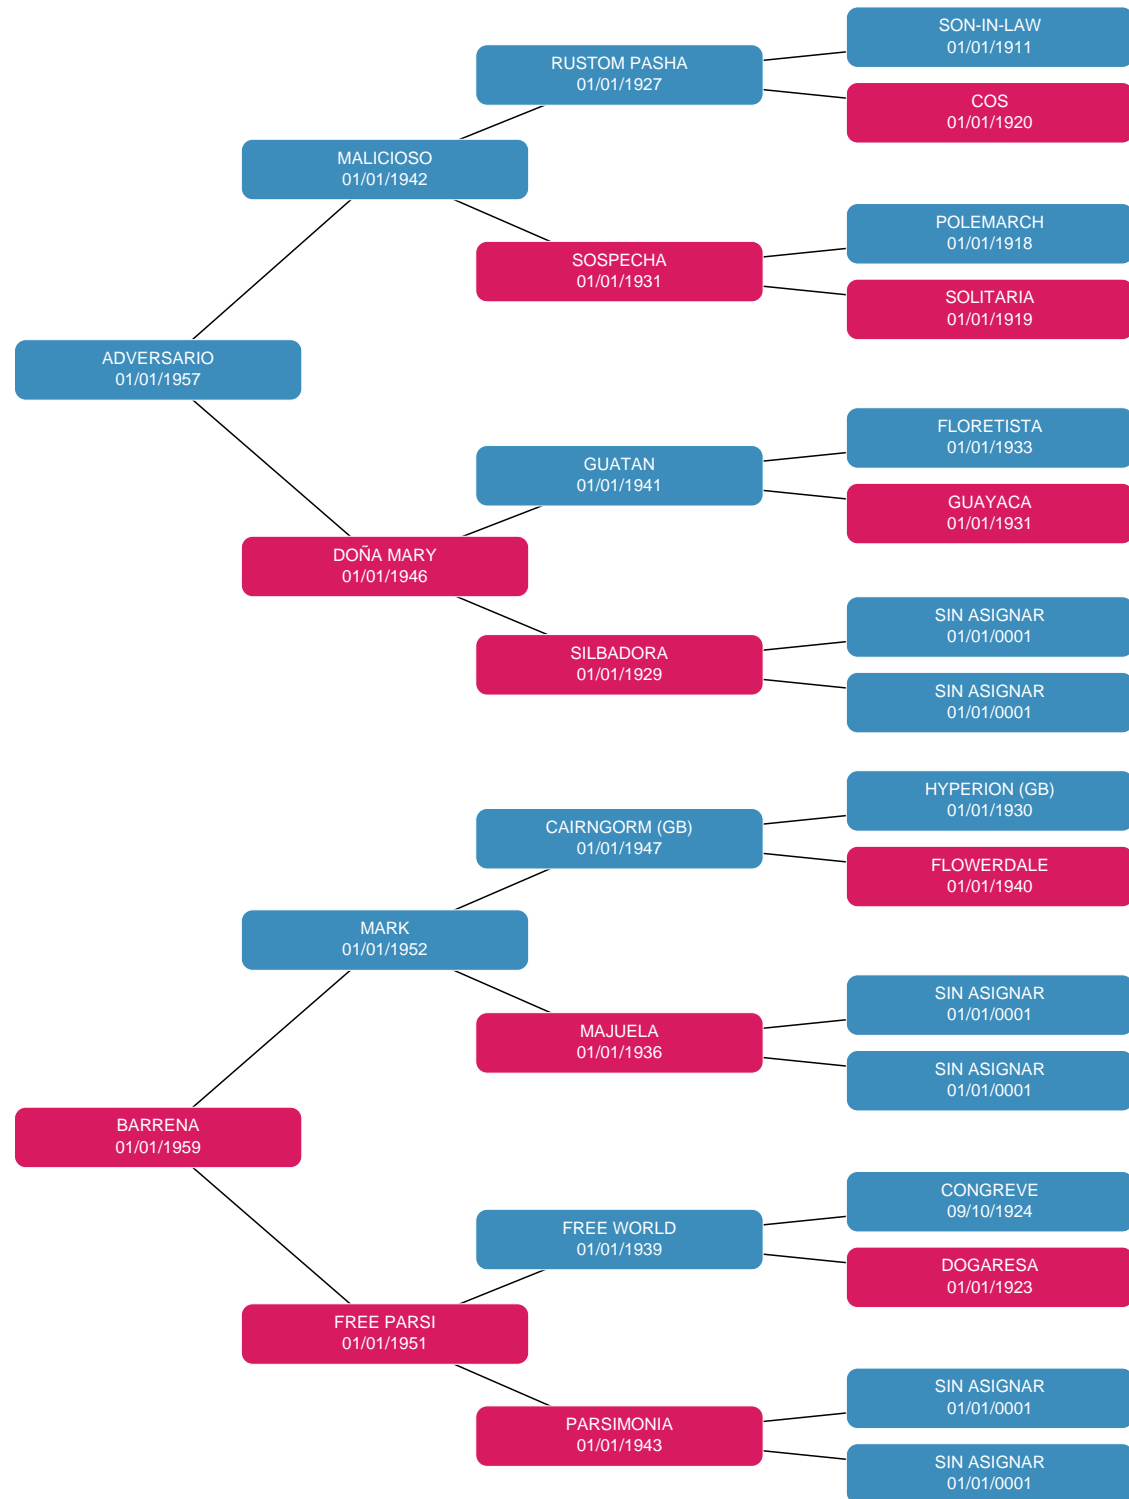 SON-IN-LAW
01/01/1911
RUSTOM PASHA
01/01/1927
COS
01/01/1920
MALICIOSO
01/01/1942
POLEMARCH
01/01/1918
SOSPECHA
01/01/1931
SOLITARIA
01/01/1919
ADVERSARIO
01/01/1957
FLORETISTA
01/01/1933
GUATAN
01/01/1941
GUAYACA
01/01/1931
DOÑA MARY
01/01/1946
SIN ASIGNAR
01/01/0001
SILBADORA
01/01/1929
SIN ASIGNAR
01/01/0001
HYPERION (GB)
01/01/1930
CAIRNGORM (GB)
01/01/1947
FLOWERDALE
01/01/1940
MARK
01/01/1952
SIN ASIGNAR
01/01/0001
MAJUELA
01/01/1936
SIN ASIGNAR
01/01/0001
BARRENA
01/01/1959
CONGREVE
09/10/1924
FREE WORLD
01/01/1939
DOGARESA
01/01/1923
FREE PARSI
01/01/1951
SIN ASIGNAR
01/01/0001
PARSIMONIA
01/01/1943
SIN ASIGNAR
01/01/0001